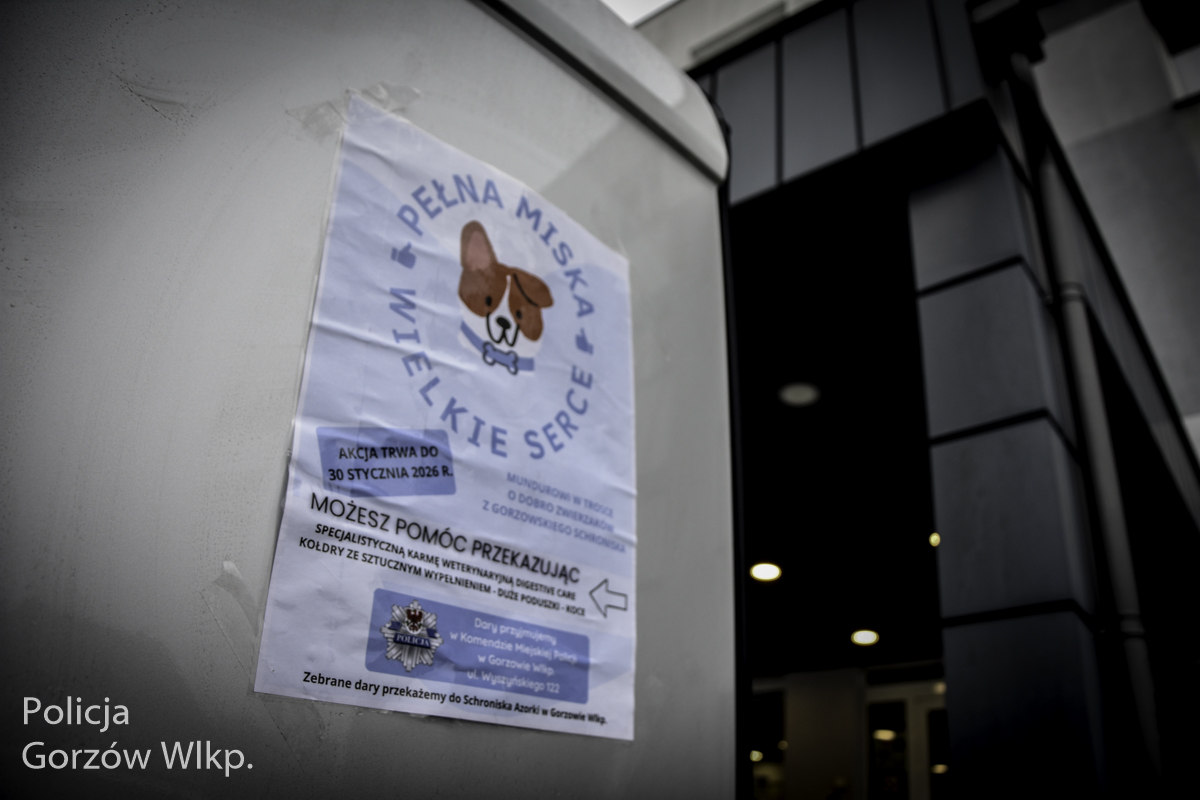 PEŁNA MISKA
WIELKIE SERCE
AKCJA TRWA DO
30 STYCZNIA 2026 R.
MUNDUROWI W TROSCE
O DOBRO ZWIERZAKÓW
Z GORZOWSKIEGO SCHRONISKA
MOŻESZ POMÓC PRZEKAZUJĄC
SPECJALISTYCZNĄ KARMĘ WETERYNARYJNĄ DIGESTIVE CARE
KOŁDRY ZE SZTUCZNYM WYPEŁNIENIEM - DUŻE PODUSZKI - KOCE
POLICJA
Dary przyjmujemy
w Komendzie Miejskiej Policji
w Gorzowie Wlkp.
ul. Wyszyńskiego 122
Zebrane dary przekażemy do Schroniska Azorki w Gorzowie Wlkp.
Policja
Gorzów Wlkp.